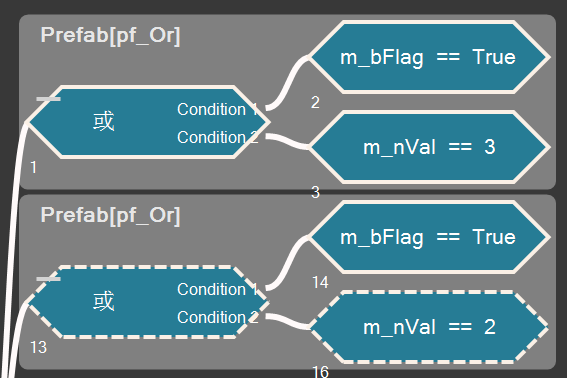 Prefab[pf_Or]
m_bFlag == True
Condition 1
或
2
Condition 2
m_nVal == 3
1
3
Prefab[pf_Or]
m_bFlag == True
Condition 1
或
14
Condition 2
m_nVal == 2
13
16